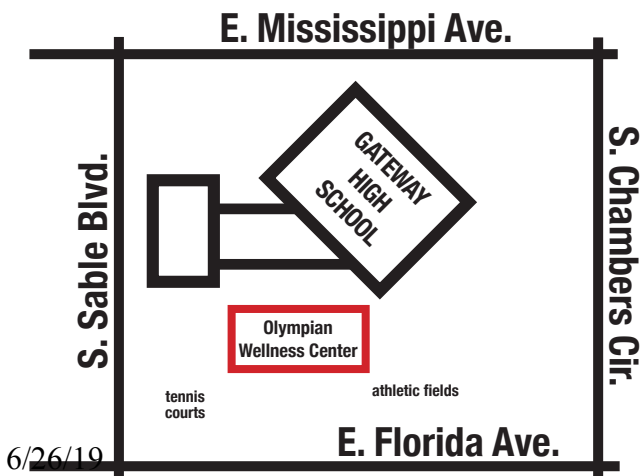 E. Mississippi Ave.
S. Sable Blvd.
GATEWAY
HIGH
SCHOOL
S. Chambers Cir.
Olympian
Wellness Center
tennis
courts
athletic fields
E. Florida Ave.
6/26/19